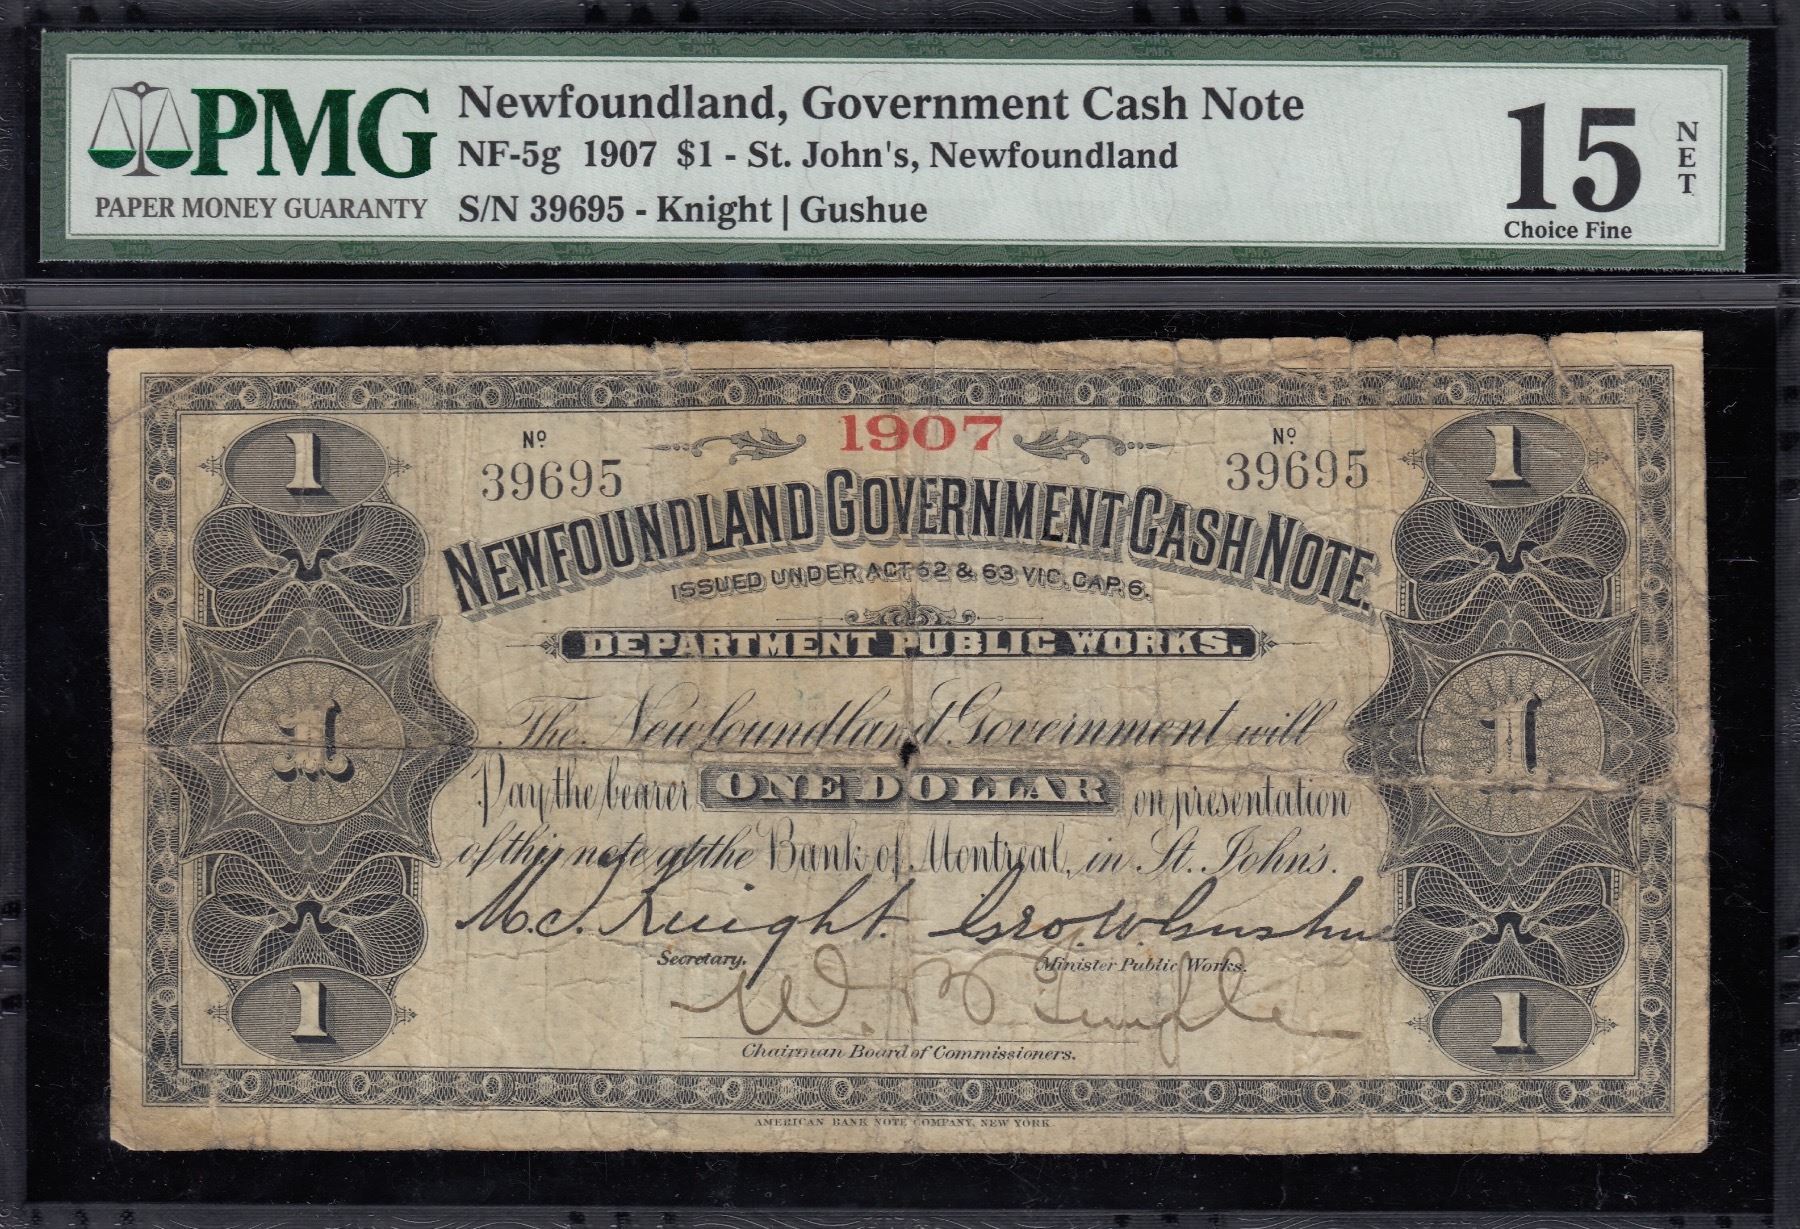 PMG
PAPER MONEY GUARANTY
Newfoundland, Government Cash Note
NF-5g 1907 $1 - St. John's, Newfoundland
S/N 39695 - Knight | Gushue
15
NET
Choice Fine
1907
1 Nº Nº 1
39695 39695
NEWFOUNDLAND GOVERNMENT CASH NOTE.
ISSUED UNDER ACT 62 & 63 VIC. CAP. 6.
DEPARTMENT PUBLIC WORKS.
The Newfoundland Government will
1 1
Pay the bearer ONE DOLLAR on presentation
of this note at the Bank of Montreal, in St. John's.
M.C. Knight. Geo. W. Gushue
Secretary. Minister Public Works.
W.
1 1
Chairman Board of Commissioners.
AMERICAN BANK NOTE COMPANY, NEW YORK